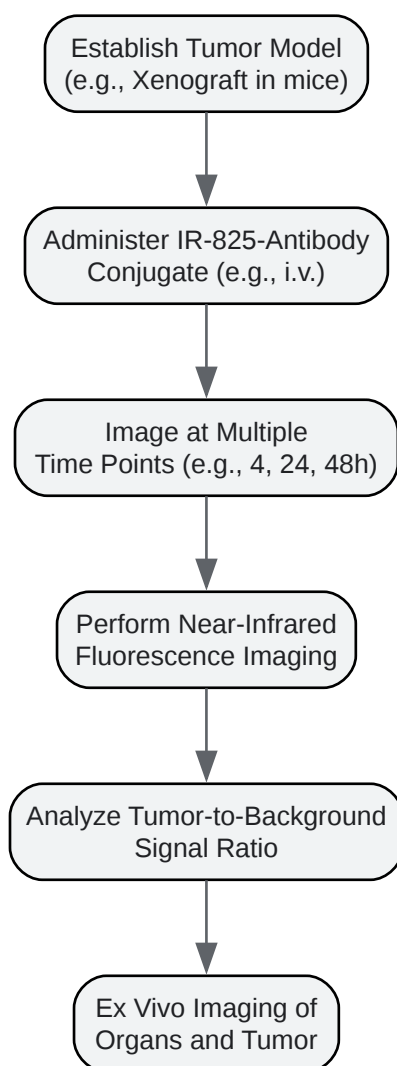 Establish Tumor Model
(e.g., Xenograft in mice)
Administer IR-825-Antibody
Conjugate (e.g., i.v.)
Image at Multiple
Time Points (e.g., 4, 24, 48h)
Perform Near-Infrared
Fluorescence Imaging
Analyze Tumor-to-Background
Signal Ratio
Ex Vivo Imaging of
Organs and Tumor